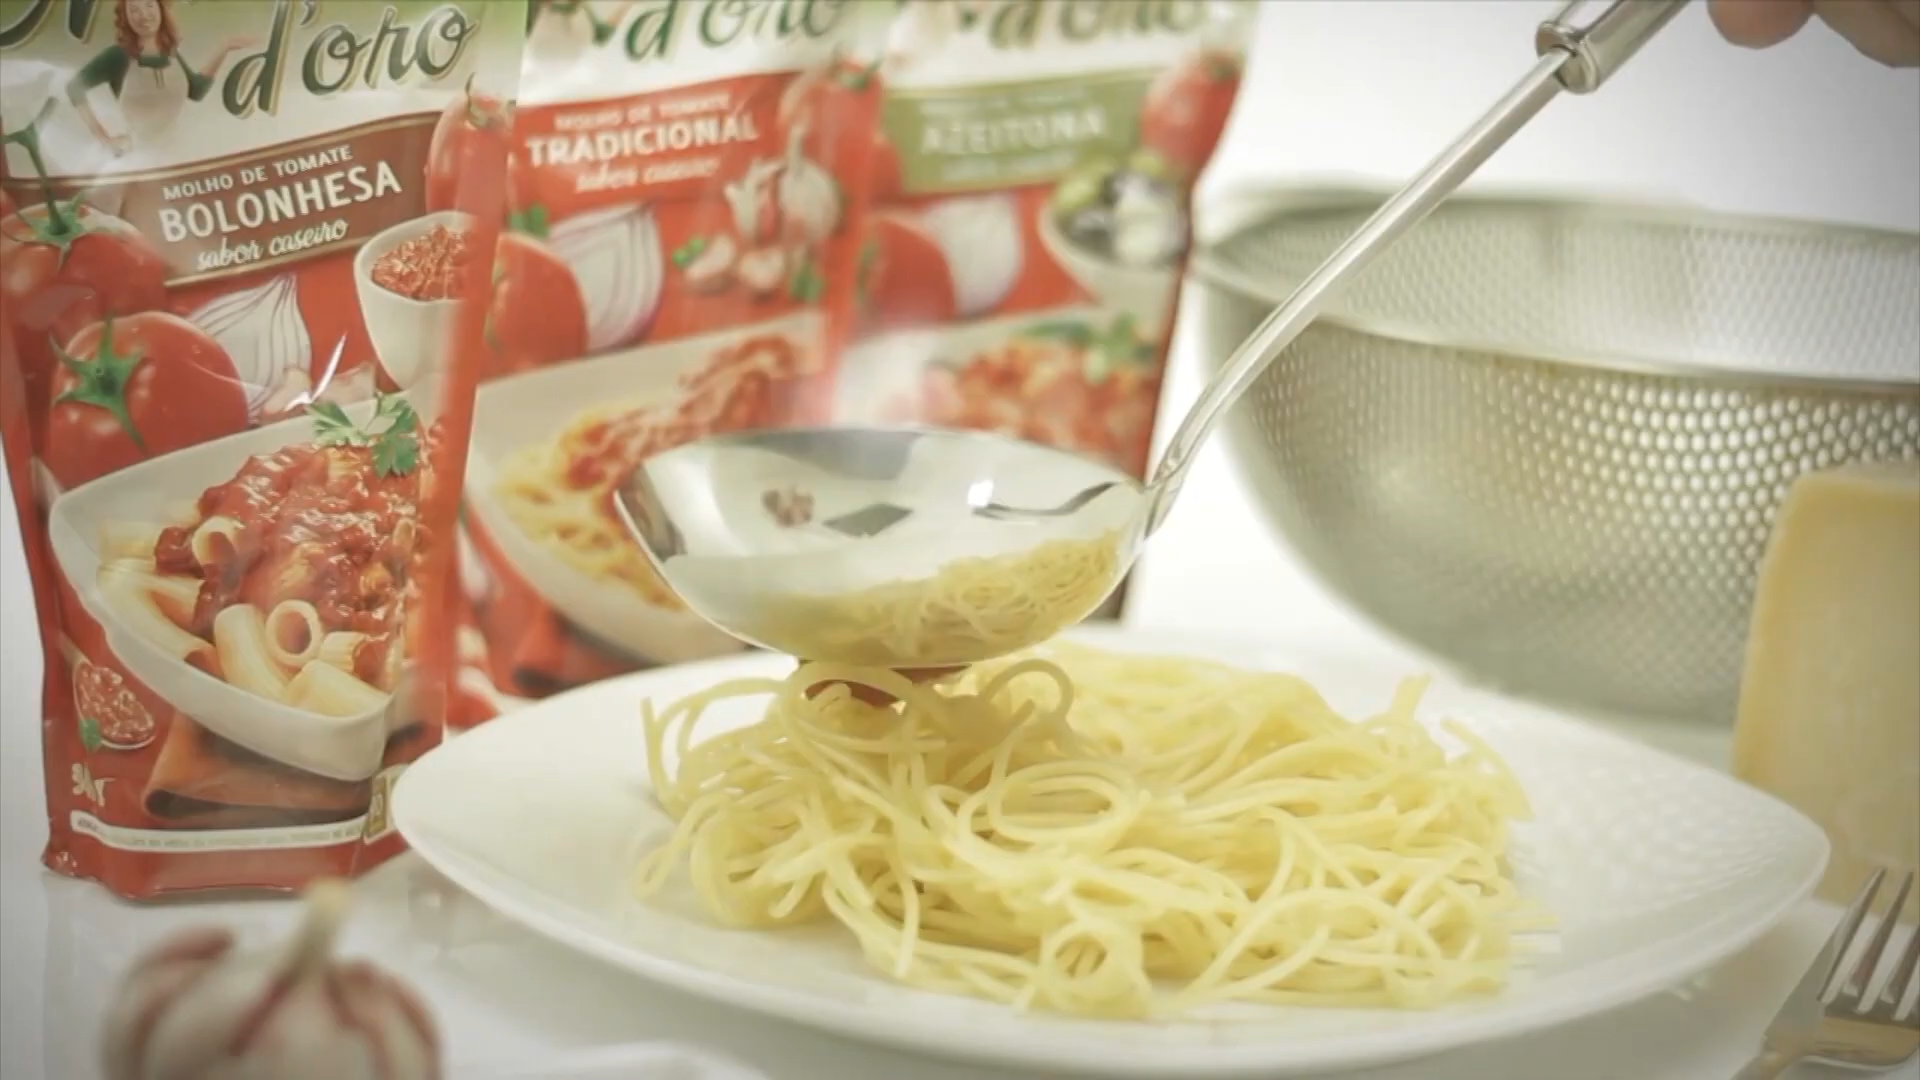 d'oro
MOLHO DE TOMATE
BOLONHESA
sabor caseiro
d'oro
MOLHO DE TOMATE
TRADICIONAL
sabor caseiro
d'oro
AZEITONA